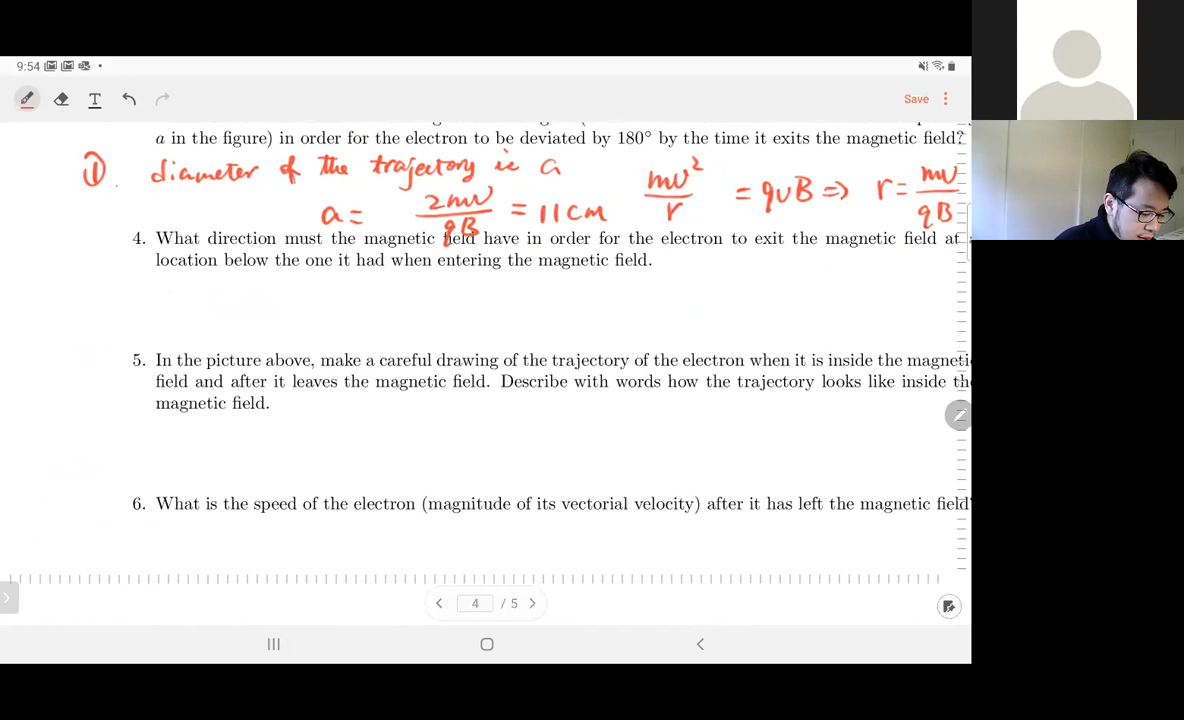 9:54
T
Save
a in the figure) in order for the electron to be deviated by 180° by the time it exits the magnetic field?
① diameter of the trajectory is a
a = 2mv / qB = 11cm
mv² / r = qvB ⇒ r = mv / qB
4. What direction must the magnetic field have in order for the electron to exit the magnetic field at
location below the one it had when entering the magnetic field.
5. In the picture above, make a careful drawing of the trajectory of the electron when it is inside the magneti
field and after it leaves the magnetic field. Describe with words how the trajectory looks like inside th
magnetic field.
6. What is the speed of the electron (magnitude of its vectorial velocity) after it has left the magnetic field?
4 / 5